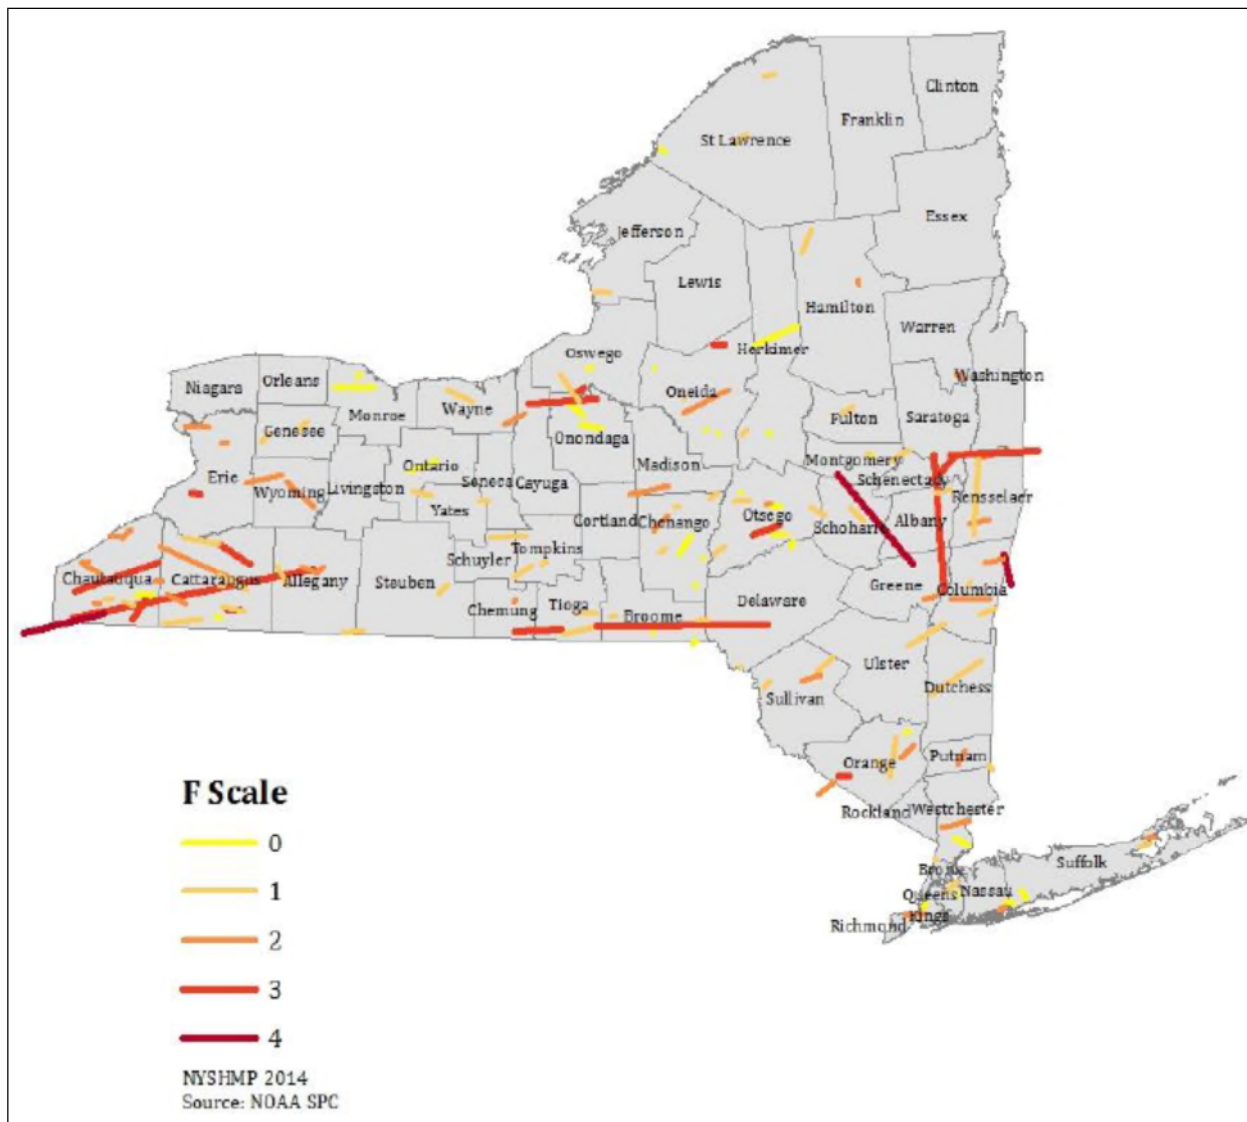 Clinton
Franklin
St Lawrence
Essex
Jefferson
Lewis
Hamilton
Warren
Oswego
Herkimer
Washington
Niagara
Orleans
Oneida
Monroe
Wayne
Fulton
Saratoga
Genesee
Onondaga
Madison
Montgomery
Ontario
Schenectady
Erie
Wyoming
Livingston
Seneca
Cayuga
Rensselaer
Yates
Otsego
Cortland
Chenango
Schoharie
Albany
Tompkins
Schuyler
Chautauqua
Cattaraugus
Allegany
Steuben
Greene
Columbia
Delaware
Chemung
Tioga
Broome
Ulster
Dutchess
Sullivan
Orange
Putnam
Rockland
Westchester
Suffolk
Bronx
Queens
Nassau
Kings
Richmond
F Scale
0
1
2
3
4
NYSHMP 2014
Source: NOAA SPC